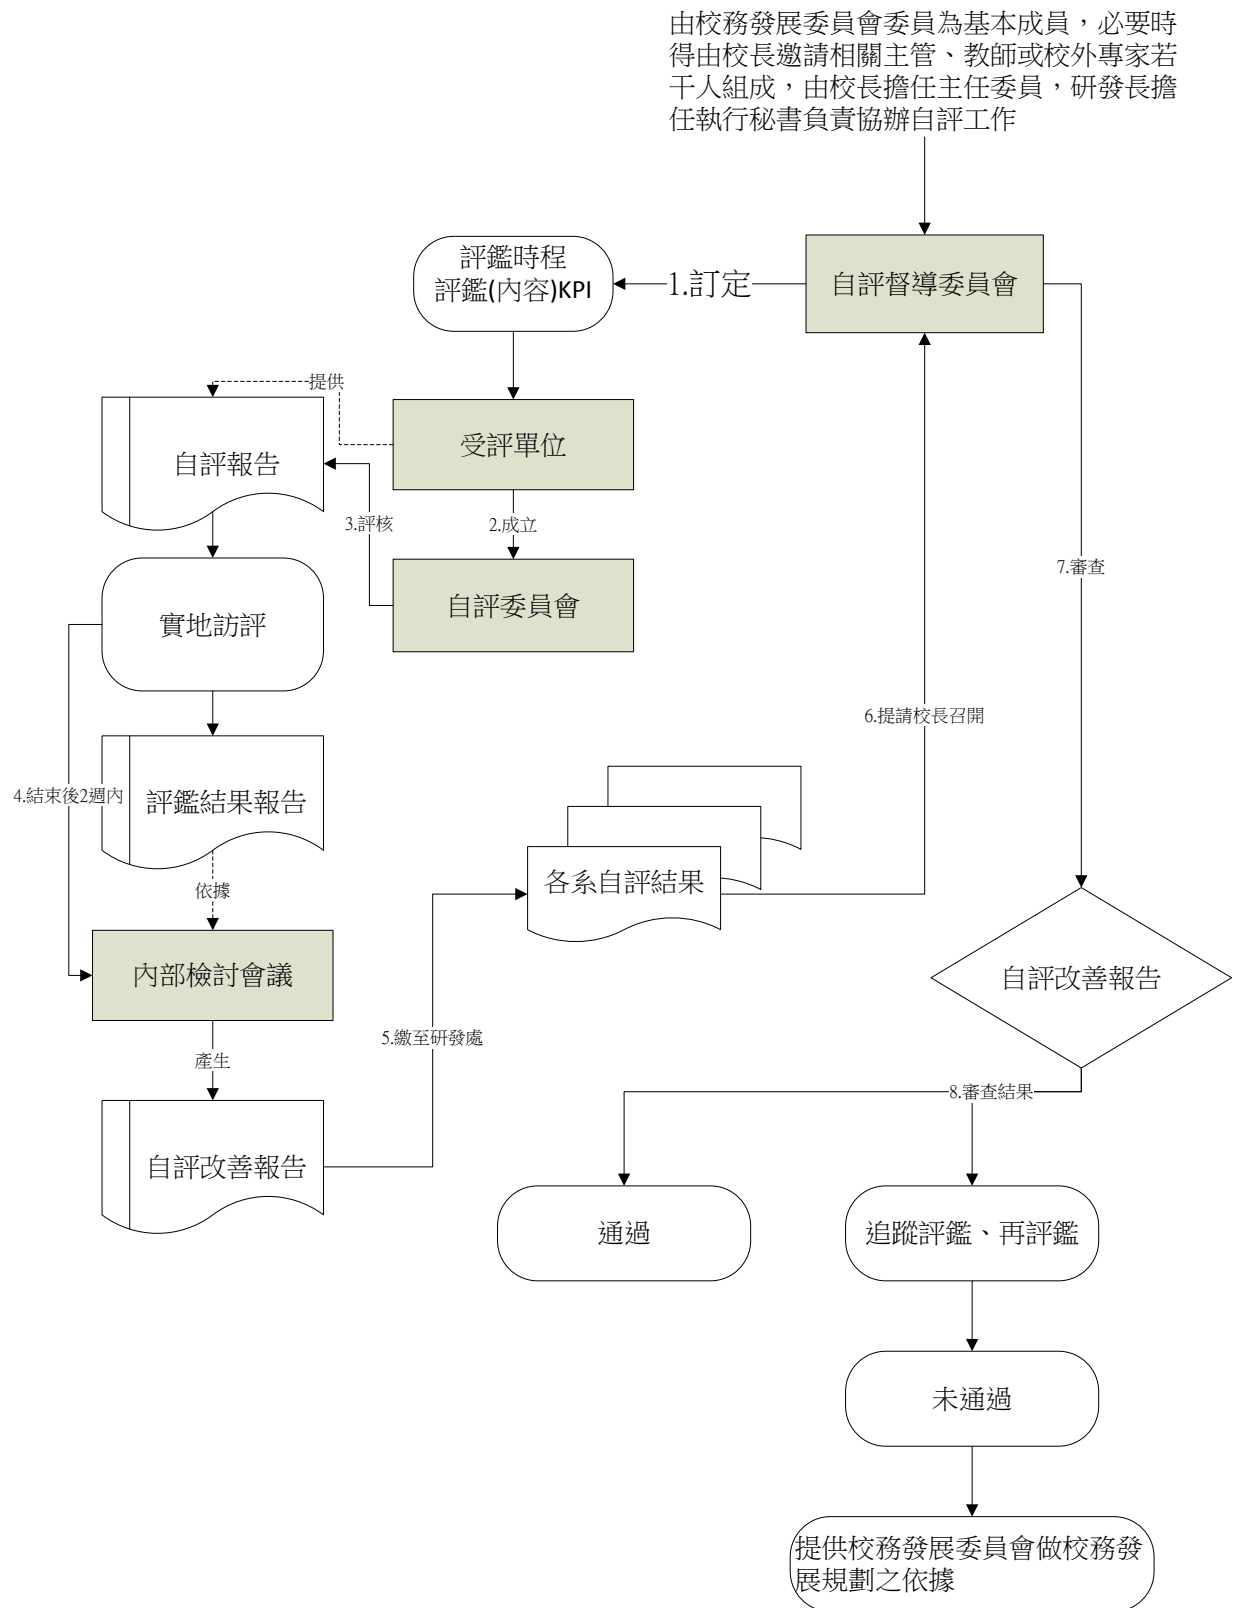 由校務發展委員會委員為基本成員，必要時
得由校長邀請相關主管、教師或校外專家若
干人組成，由校長擔任主任委員，研發長擔
任執行秘書負責協辦自評工作
評鑑時程
評鑑(內容)KPI
1.訂定
自評督導委員會
提供
受評單位
自評報告
3.評核
2.成立
自評委員會
7.審查
實地訪評
6.提請校長召開
4.結束後2週內
評鑑結果報告
各系自評結果
依據
內部檢討會議
自評改善報告
5.繳至研發處
產生
8.審查結果
自評改善報告
通過
追蹤評鑑、再評鑑
未通過
提供校務發展委員會做校務發
展規劃之依據